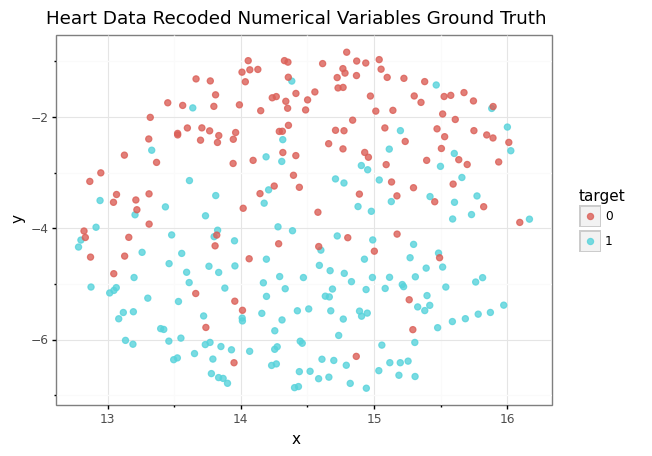 Heart Data Recoded Numerical Variables Ground Truth
−2
−4
−6
y
13
14
15
16
x
target
0
1